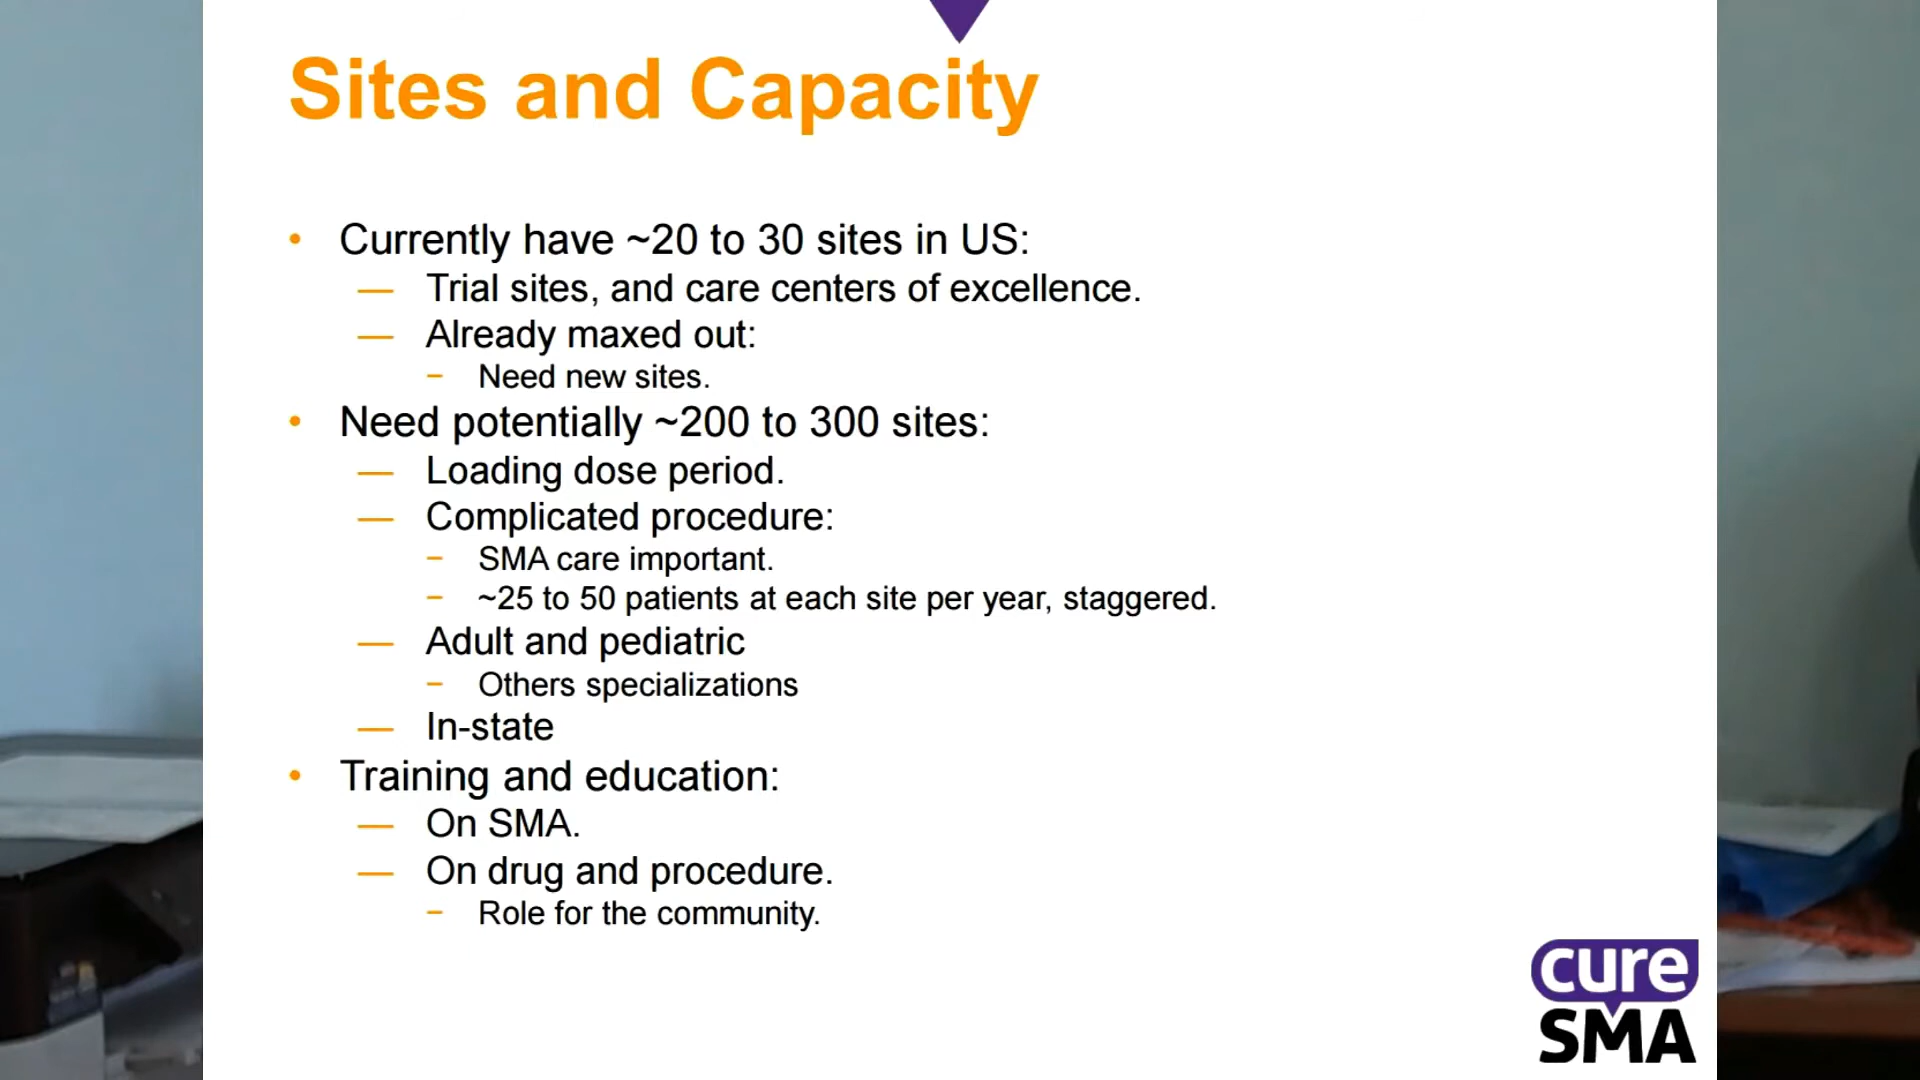 Sites and Capacity
• Currently have ~20 to 30 sites in US:
— Trial sites, and care centers of excellence.
— Already maxed out:
− Need new sites.
• Need potentially ~200 to 300 sites:
— Loading dose period.
— Complicated procedure:
− SMA care important.
− ~25 to 50 patients at each site per year, staggered.
— Adult and pediatric
− Others specializations
— In-state
• Training and education:
— On SMA.
— On drug and procedure.
− Role for the community.
cure
SMA